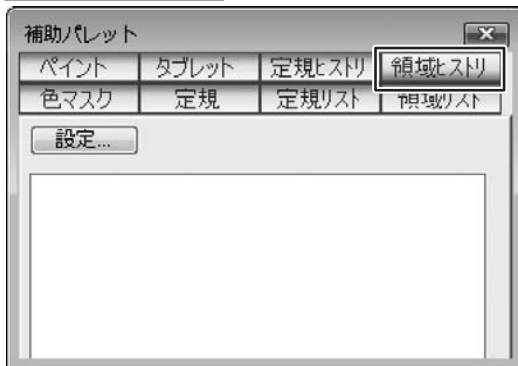 補助パレット
ペイント タブレット 定規ヒストリ 領域ヒストリ
色マスク 定規 定規リスト 領域リスト
設定...